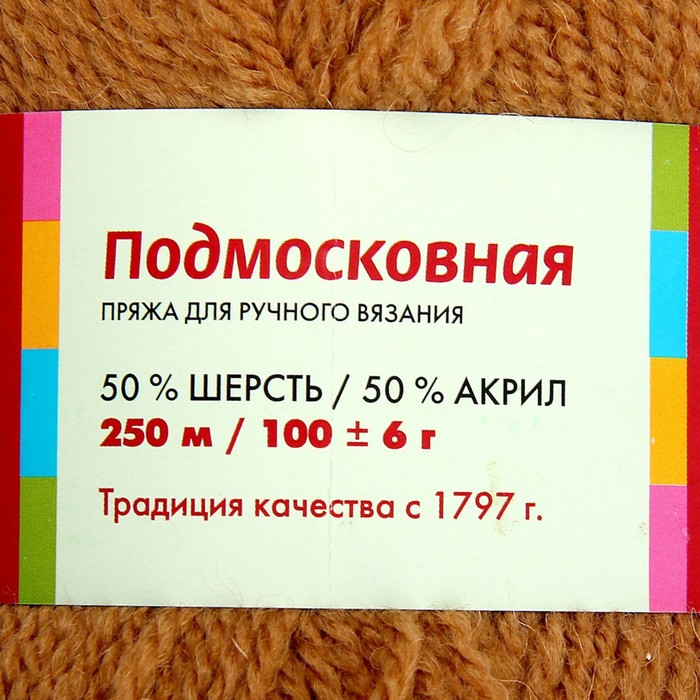 Подмосковная
ПРЯЖА ДЛЯ РУЧНОГО ВЯЗАНИЯ
50 % ШЕРСТЬ / 50 % АКРИЛ
250 м / 100 ± 6 г
Традиция качества с 1797 г.